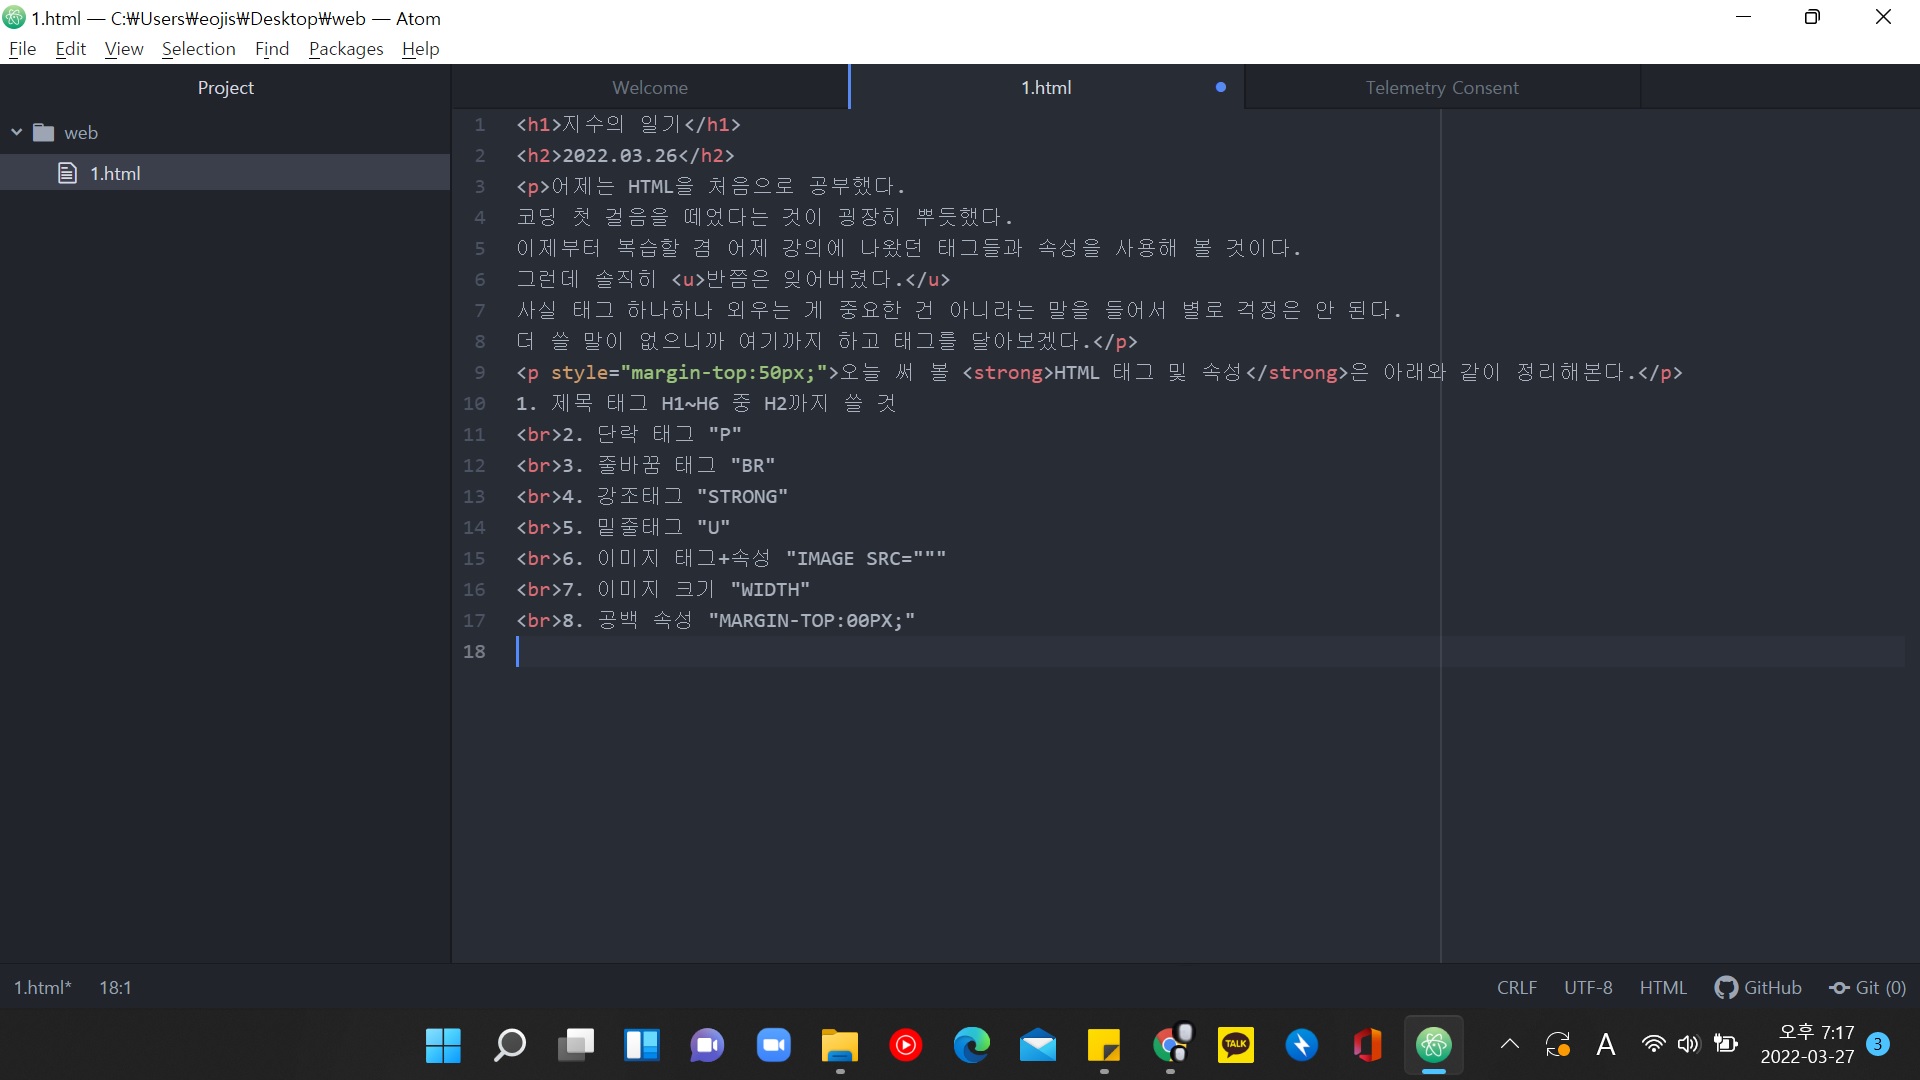 1.html — C:₩Users₩eojis₩Desktop₩web — Atom
File Edit View Selection Find Packages Help
Project
Welcome
1.html
Telemetry Consent
web
1.html
1 <h1>지수의 일기</h1>
2 <h2>2022.03.26</h2>
3 <p>어제는 HTML을 처음으로 공부했다.
4 코딩 첫 걸음을 떼었다는 것이 굉장히 뿌듯했다.
5 이제부터 복습할 겸 어제 강의에 나왔던 태그들과 속성을 사용해 볼 것이다.
6 그런데 솔직히 <u>반쯤은 잊어버렸다.</u>
7 사실 태그 하나하나 외우는 게 중요한 건 아니라는 말을 들어서 별로 걱정은 안 된다.
8 더 쓸 말이 없으니까 여기까지 하고 태그를 달아보겠다.</p>
9 <p style="margin-top:50px;">오늘 써 볼 <strong>HTML 태그 및 속성</strong>은 아래와 같이 정리해본다.</p>
10 1. 제목 태그 H1~H6 중 H2까지 쓸 것
11 <br>2. 단락 태그 "P"
12 <br>3. 줄바꿈 태그 "BR"
13 <br>4. 강조태그 "STRONG"
14 <br>5. 밑줄태그 "U"
15 <br>6. 이미지 태그+속성 "IMAGE SRC="""
16 <br>7. 이미지 크기 "WIDTH"
17 <br>8. 공백 속성 "MARGIN-TOP:00PX;"
18
1.html* 18:1
CRLF UTF-8 HTML GitHub Git (0)
TALK
A
오후 7:17
2022-03-27
3